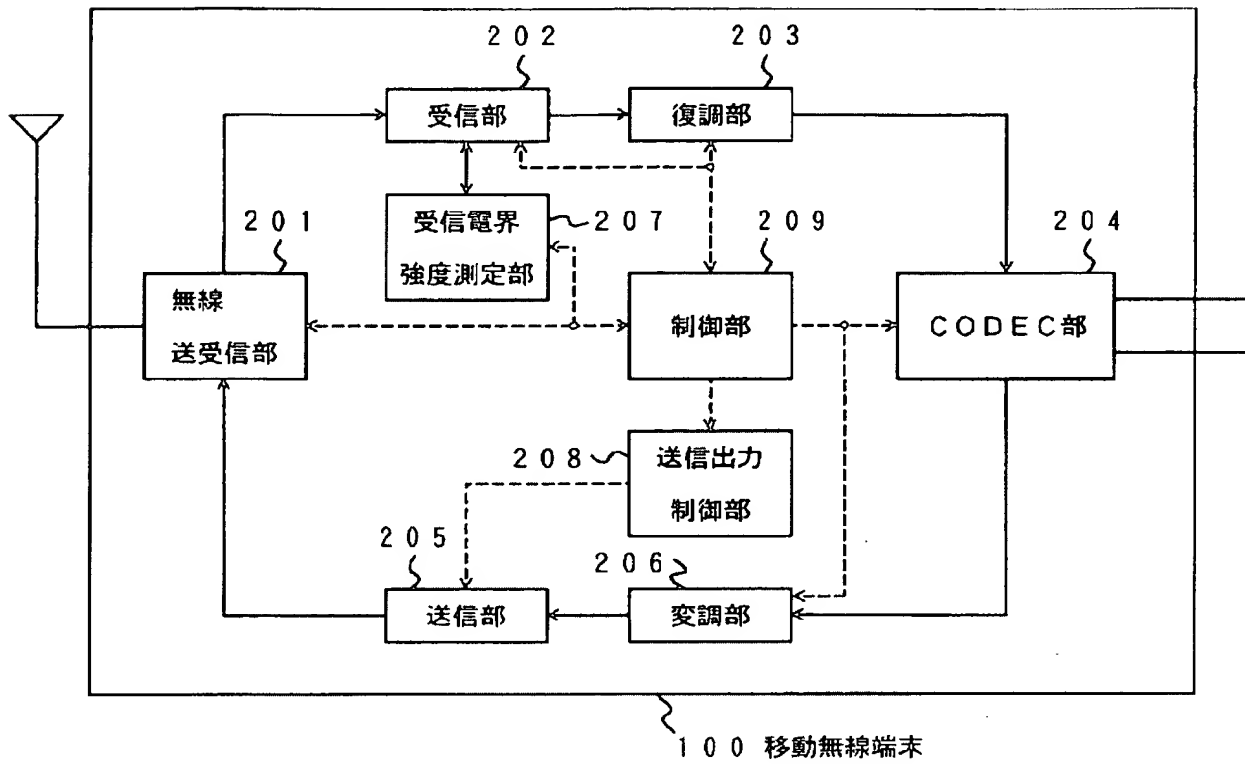 202
203
受信部
復調部
201
受信電界
強度測定部
207
209
204
無線
送受信部
制御部
CODEC部
208
送信出力
制御部
205
206
送信部
変調部
100 移動無線端末